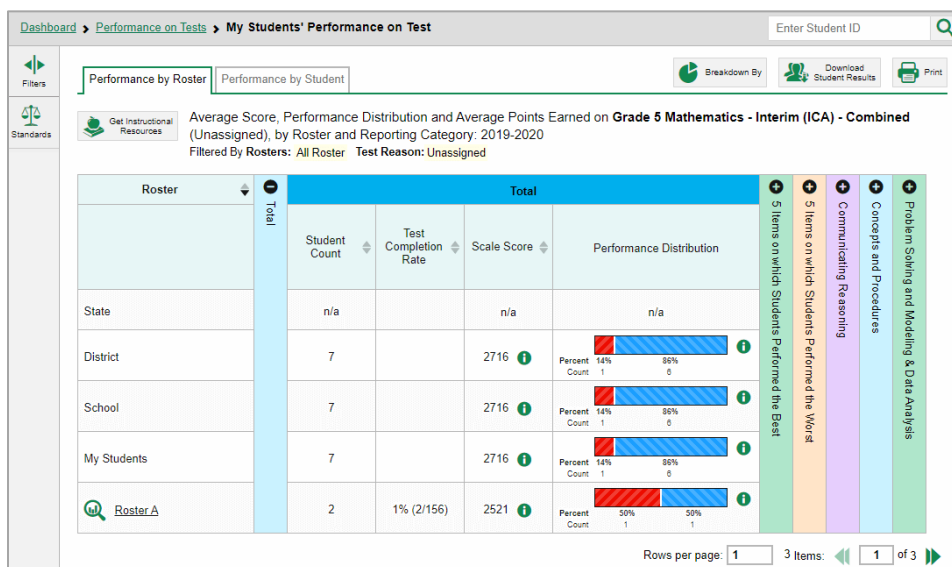 Dashboard > Performance on Tests > My Students' Performance on Test
Enter Student ID
Filters
Standards
Performance by Roster
Performance by Student
Breakdown By
Download
Student Results
Print
Get Instructional
Resources
Average Score, Performance Distribution and Average Points Earned on Grade 5 Mathematics - Interim (ICA) - Combined
(Unassigned), by Roster and Reporting Category: 2019-2020
Filtered By Rosters: All Roster Test Reason: Unassigned
Roster
Total
Total
Student
Count
Test
Completion
Rate
Scale Score
Performance Distribution
5 Items on which Students Performed the Best
5 Items on which Students Performed the Worst
Communicating Reasoning
Concepts and Procedures
Problem Solving and Modeling & Data Analysis
State n/a n/a n/a
District 7 2716
Percent 14% 86%
Count 1 6
School 7 2716
Percent 14% 86%
Count 1 6
My Students 7 2716
Percent 14% 86%
Count 1 6
Roster A 2 1% (2/156) 2521
Percent 50% 50%
Count 1 1
Rows per page: 1 3 Items: 1 of 3